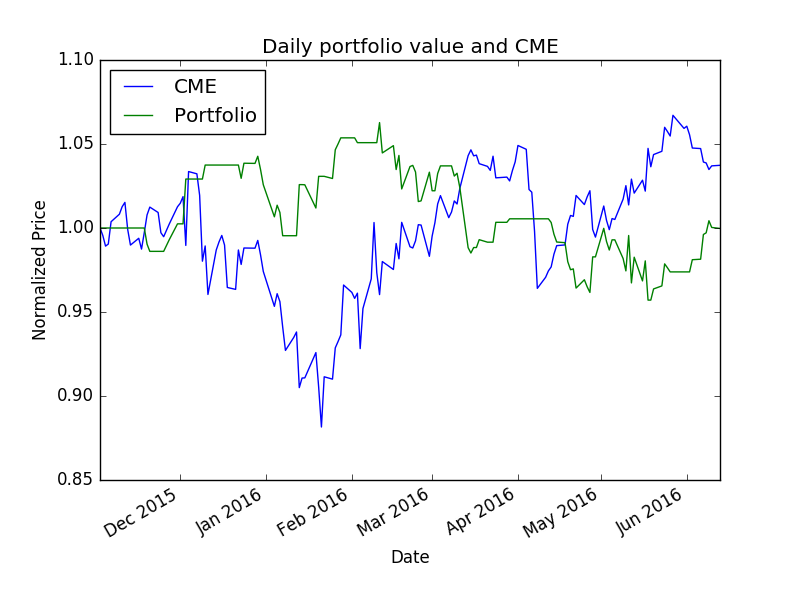 Daily portfolio value and CME
CME
Portfolio
1.10
1.05
1.00
0.95
0.90
0.85
Normalized Price
Dec 2015
Jan 2016
Feb 2016
Mar 2016
Apr 2016
May 2016
Jun 2016
Date